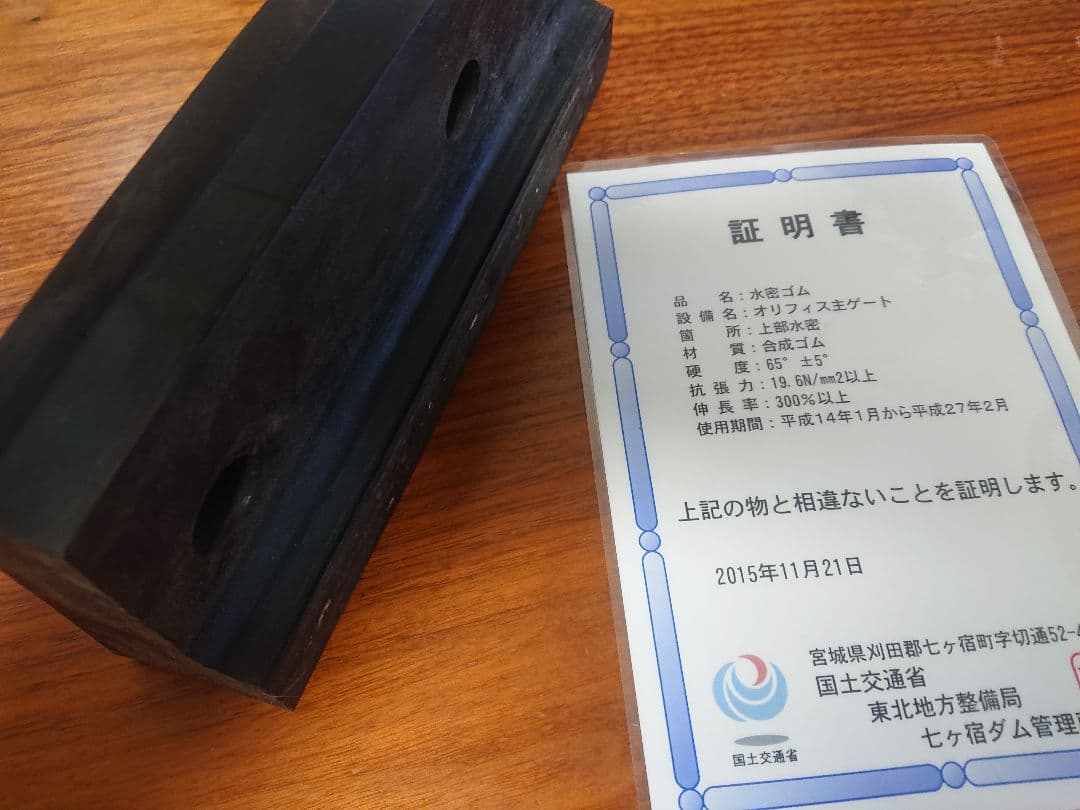 証明書
品名：水密ゴム
設備名：オリフィス主ゲート
箇所：上部水密
材質：合成ゴム
硬度：65°±5°
抗張力：19.6N/mm2以上
伸長率：300%以上
使用期間：平成14年1月から平成27年2月
上記の物と相違ないことを証明します。
2015年11月21日
宮城県刈田郡七ヶ宿町字切通52-
国土交通省
東北地方整備局
七ヶ宿ダム管理
国土交通省